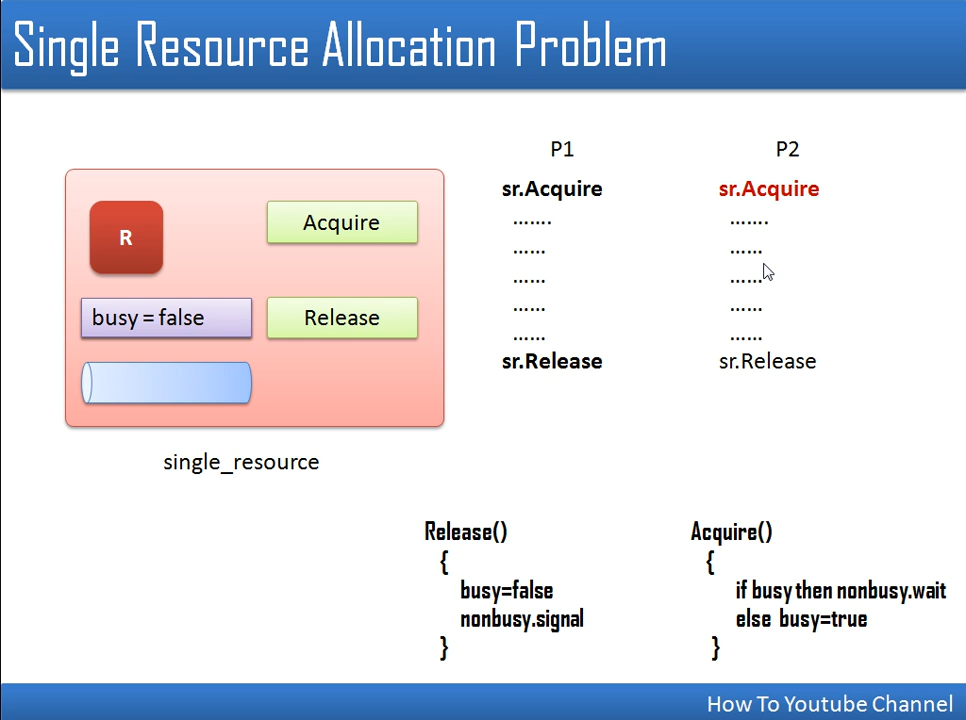 Single Resource Allocation Problem
P1
P2
R
Acquire
busy = false
Release
single_resource
sr.Acquire
.......
......
......
......
......
sr.Release
sr.Acquire
.......
......
......
......
......
sr.Release
Release()
{
busy=false
nonbusy.signal
}
Acquire()
{
if busy then nonbusy.wait
else busy=true
}
How To Youtube Channel